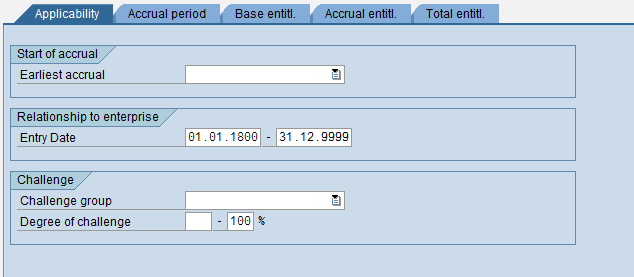 Applicability Accrual period Base entitl. Accrual entitl. Total entitl.
Start of accrual
Earliest accrual
Relationship to enterprise
Entry Date 01.01.1800 - 31.12.9999
Challenge
Challenge group
Degree of challenge - 100 %